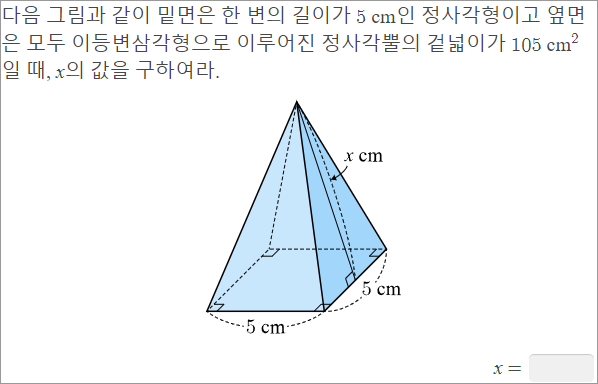 다음 그림과 같이 밑면은 한 변의 길이가 5 cm인 정사각형이고 옆면
은 모두 이등변삼각형으로 이루어진 정사각뿔의 겉넓이가 105 cm²
일 때, x의 값을 구하여라.
x cm
5 cm
5 cm
x =